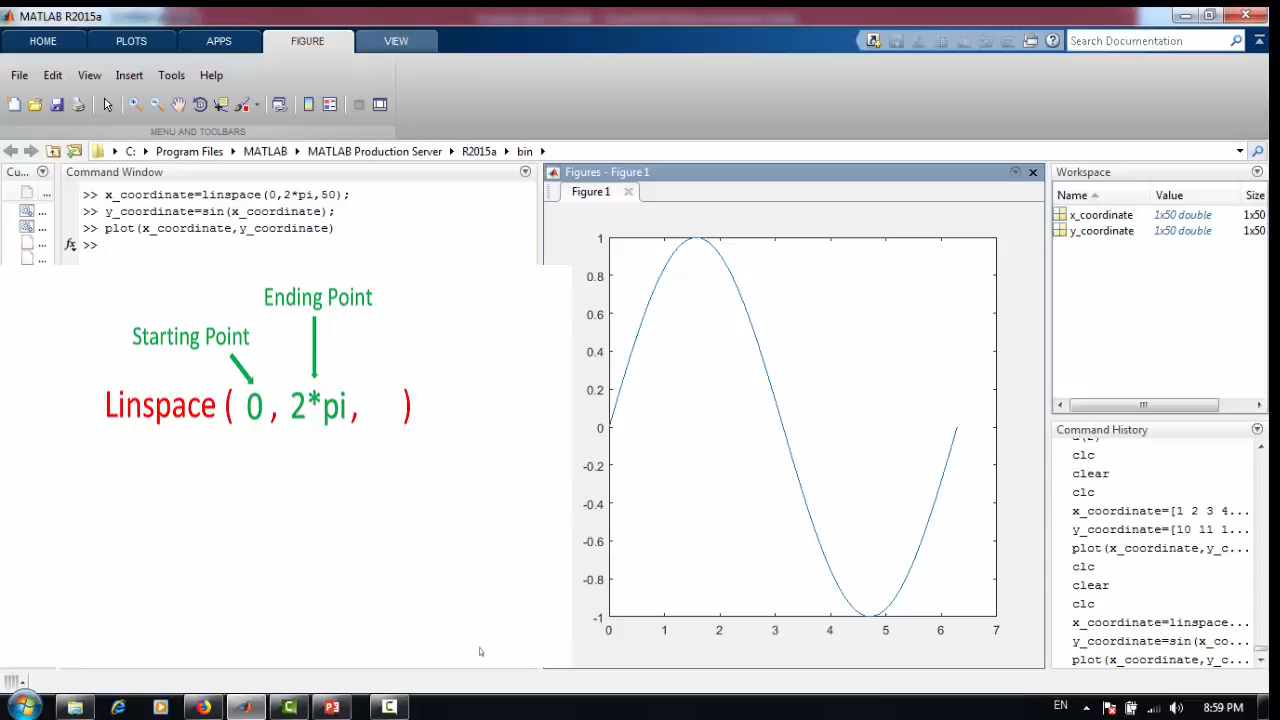 MATLAB R2015a
HOME PLOTS APPS FIGURE VIEW
Search Documentation
File Edit View Insert Tools Help
MENU AND TOOLBARS
C: Program Files MATLAB MATLAB Production Server R2015a bin
Cu...
Command Window
>> x_coordinate=linspace(0,2*pi,50);
>> y_coordinate=sin(x_coordinate);
>> plot(x_coordinate,y_coordinate)
fx >>
Ending Point
Starting Point
Linspace ( 0 , 2*pi, )
Figures - Figure 1
Figure 1
1
0.8
0.6
0.4
0.2
0
-0.2
-0.4
-0.6
-0.8
-1
0 1 2 3 4 5 6 7
Workspace
Name Value Size
x_coordinate 1x50 double 1x50
y_coordinate 1x50 double 1x50
Command History
clc
clear
clc
x_coordinate=[1 2 3 4...
y_coordinate=[10 11 1...
plot(x_coordinate,y_c...
clc
clear
clc
x_coordinate=linspace...
y_coordinate=sin(x_co...
plot(x_coordinate,y_c...
EN 8:59 PM